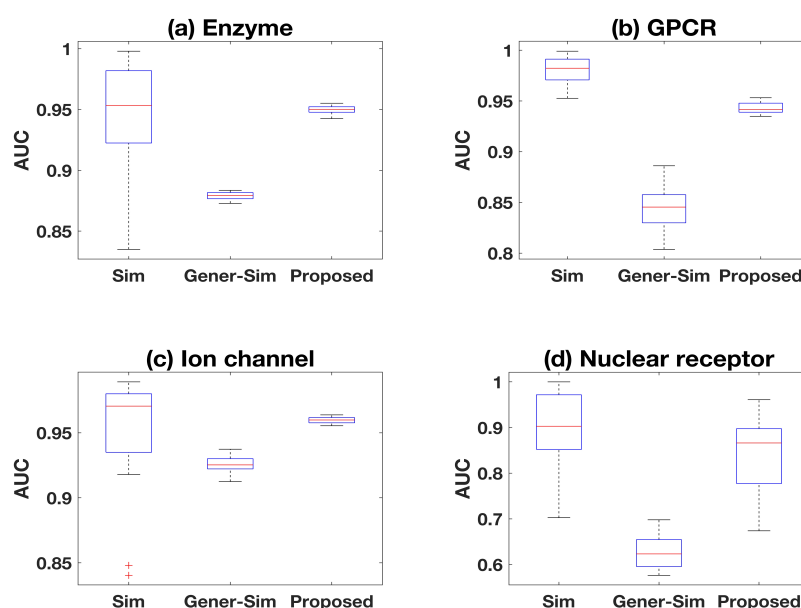 (a) Enzyme
1
0.95
0.9
0.85
AUC
Sim
Gener-Sim
Proposed
(b) GPCR
1
0.95
0.9
0.85
0.8
AUC
Sim
Gener-Sim
Proposed
(c) Ion channel
0.95
0.9
0.85
AUC
Sim
Gener-Sim
Proposed
(d) Nuclear receptor
1
0.9
0.8
0.7
0.6
AUC
Sim
Gener-Sim
Proposed